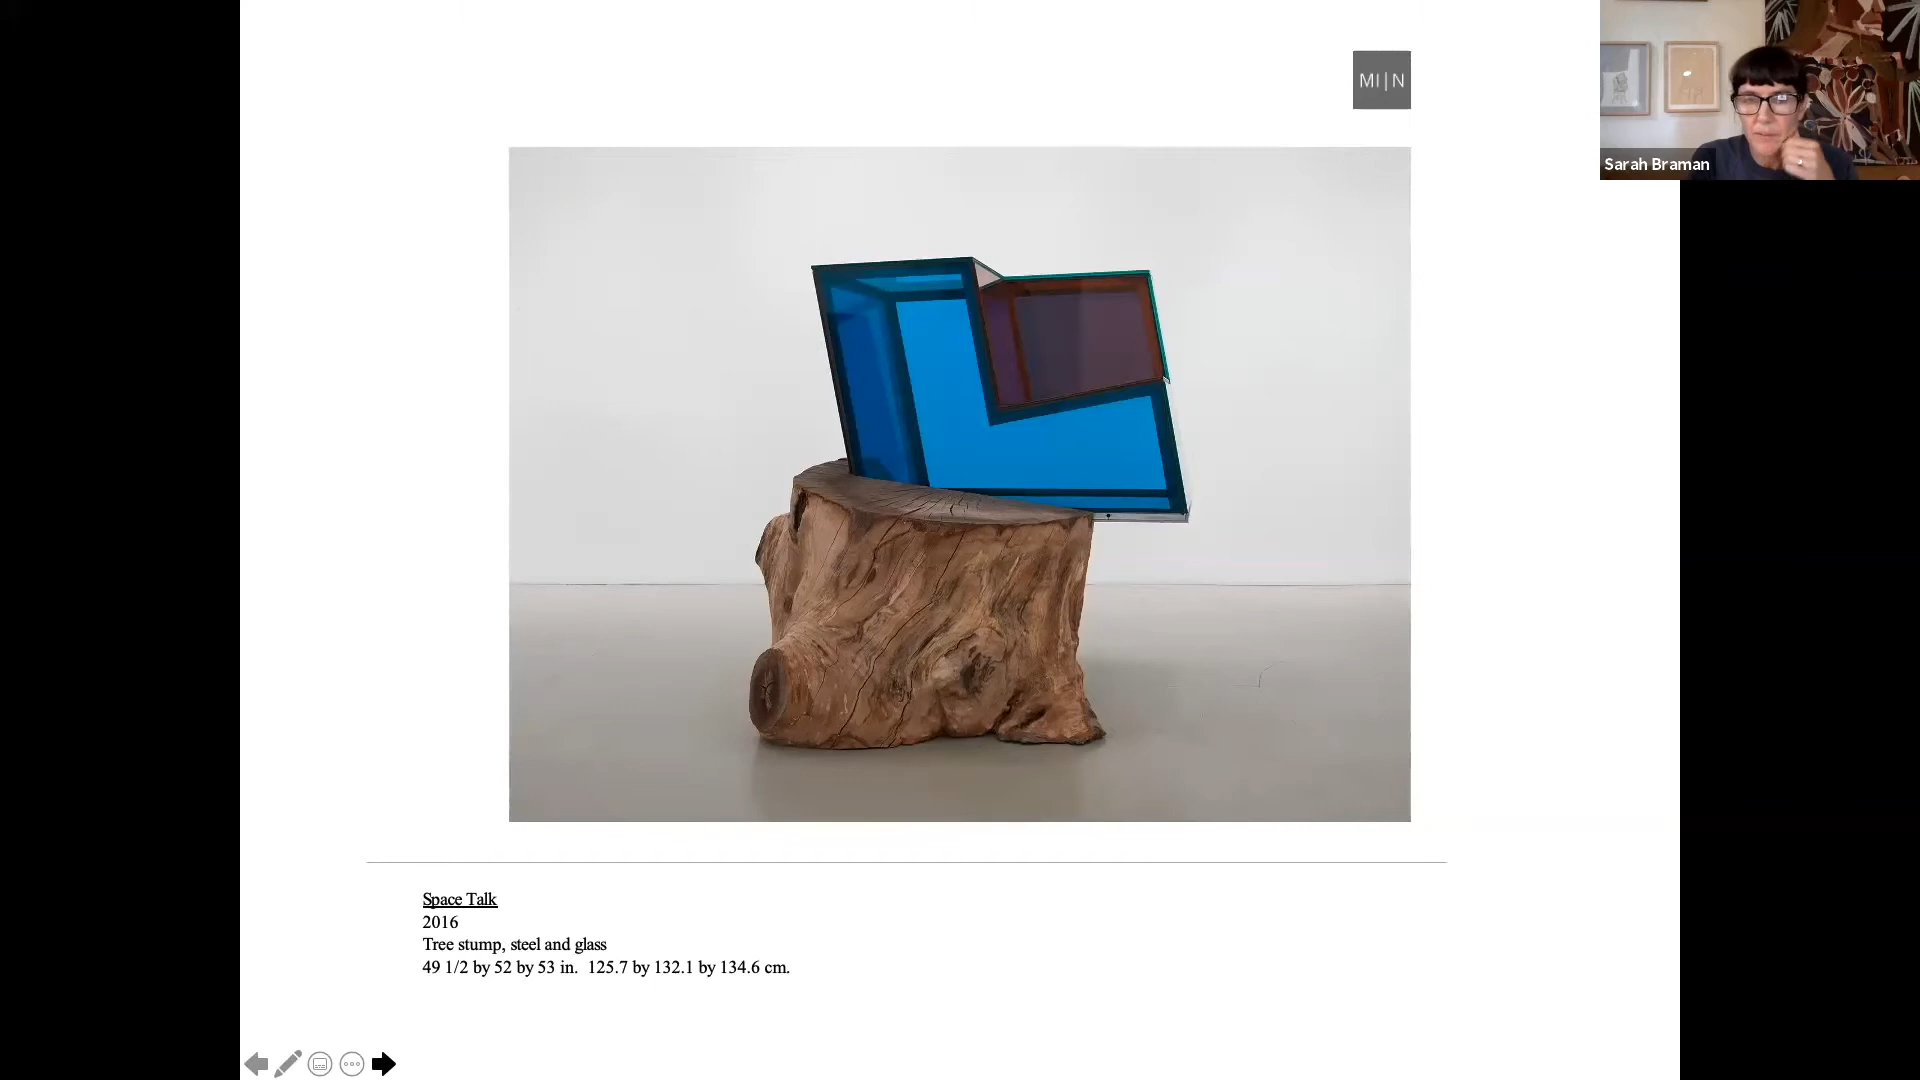 MI|N
Sarah Braman
Space Talk
2016
Tree stump, steel and glass
49 1/2 by 52 by 53 in.  125.7 by 132.1 by 134.6 cm.